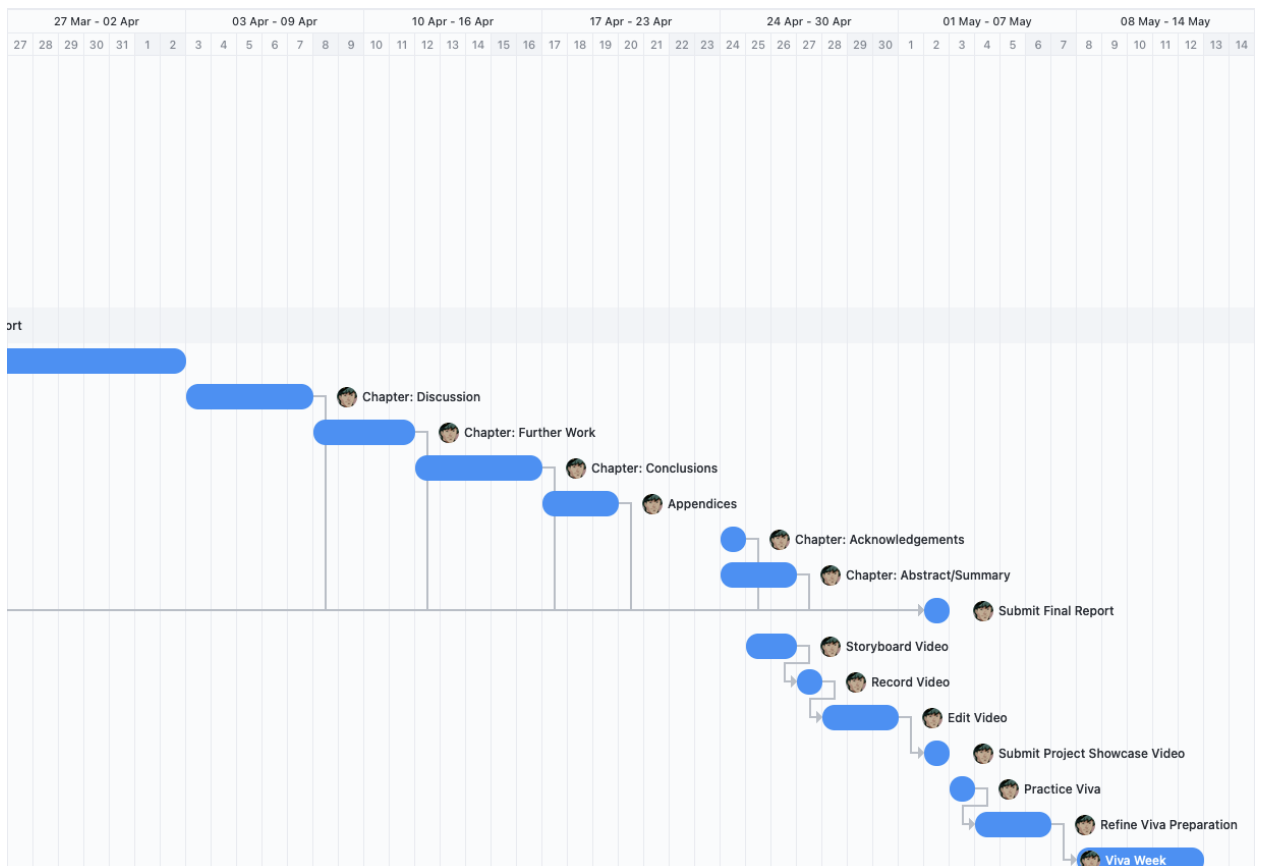 27 Mar - 02 Apr 03 Apr - 09 Apr 10 Apr - 16 Apr 17 Apr - 23 Apr 24 Apr - 30 Apr 01 May - 07 May 08 May - 14 May
27 28 29 30 31 1 2 3 4 5 6 7 8 9 10 11 12 13 14 15 16 17 18 19 20 21 22 23 24 25 26 27 28 29 30 1 2 3 4 5 6 7 8 9 10 11 12 13 14
ort
Chapter: Discussion
Chapter: Further Work
Chapter: Conclusions
Appendices
Chapter: Acknowledgements
Chapter: Abstract/Summary
Submit Final Report
Storyboard Video
Record Video
Edit Video
Submit Project Showcase Video
Practice Viva
Refine Viva Preparation
Viva Week